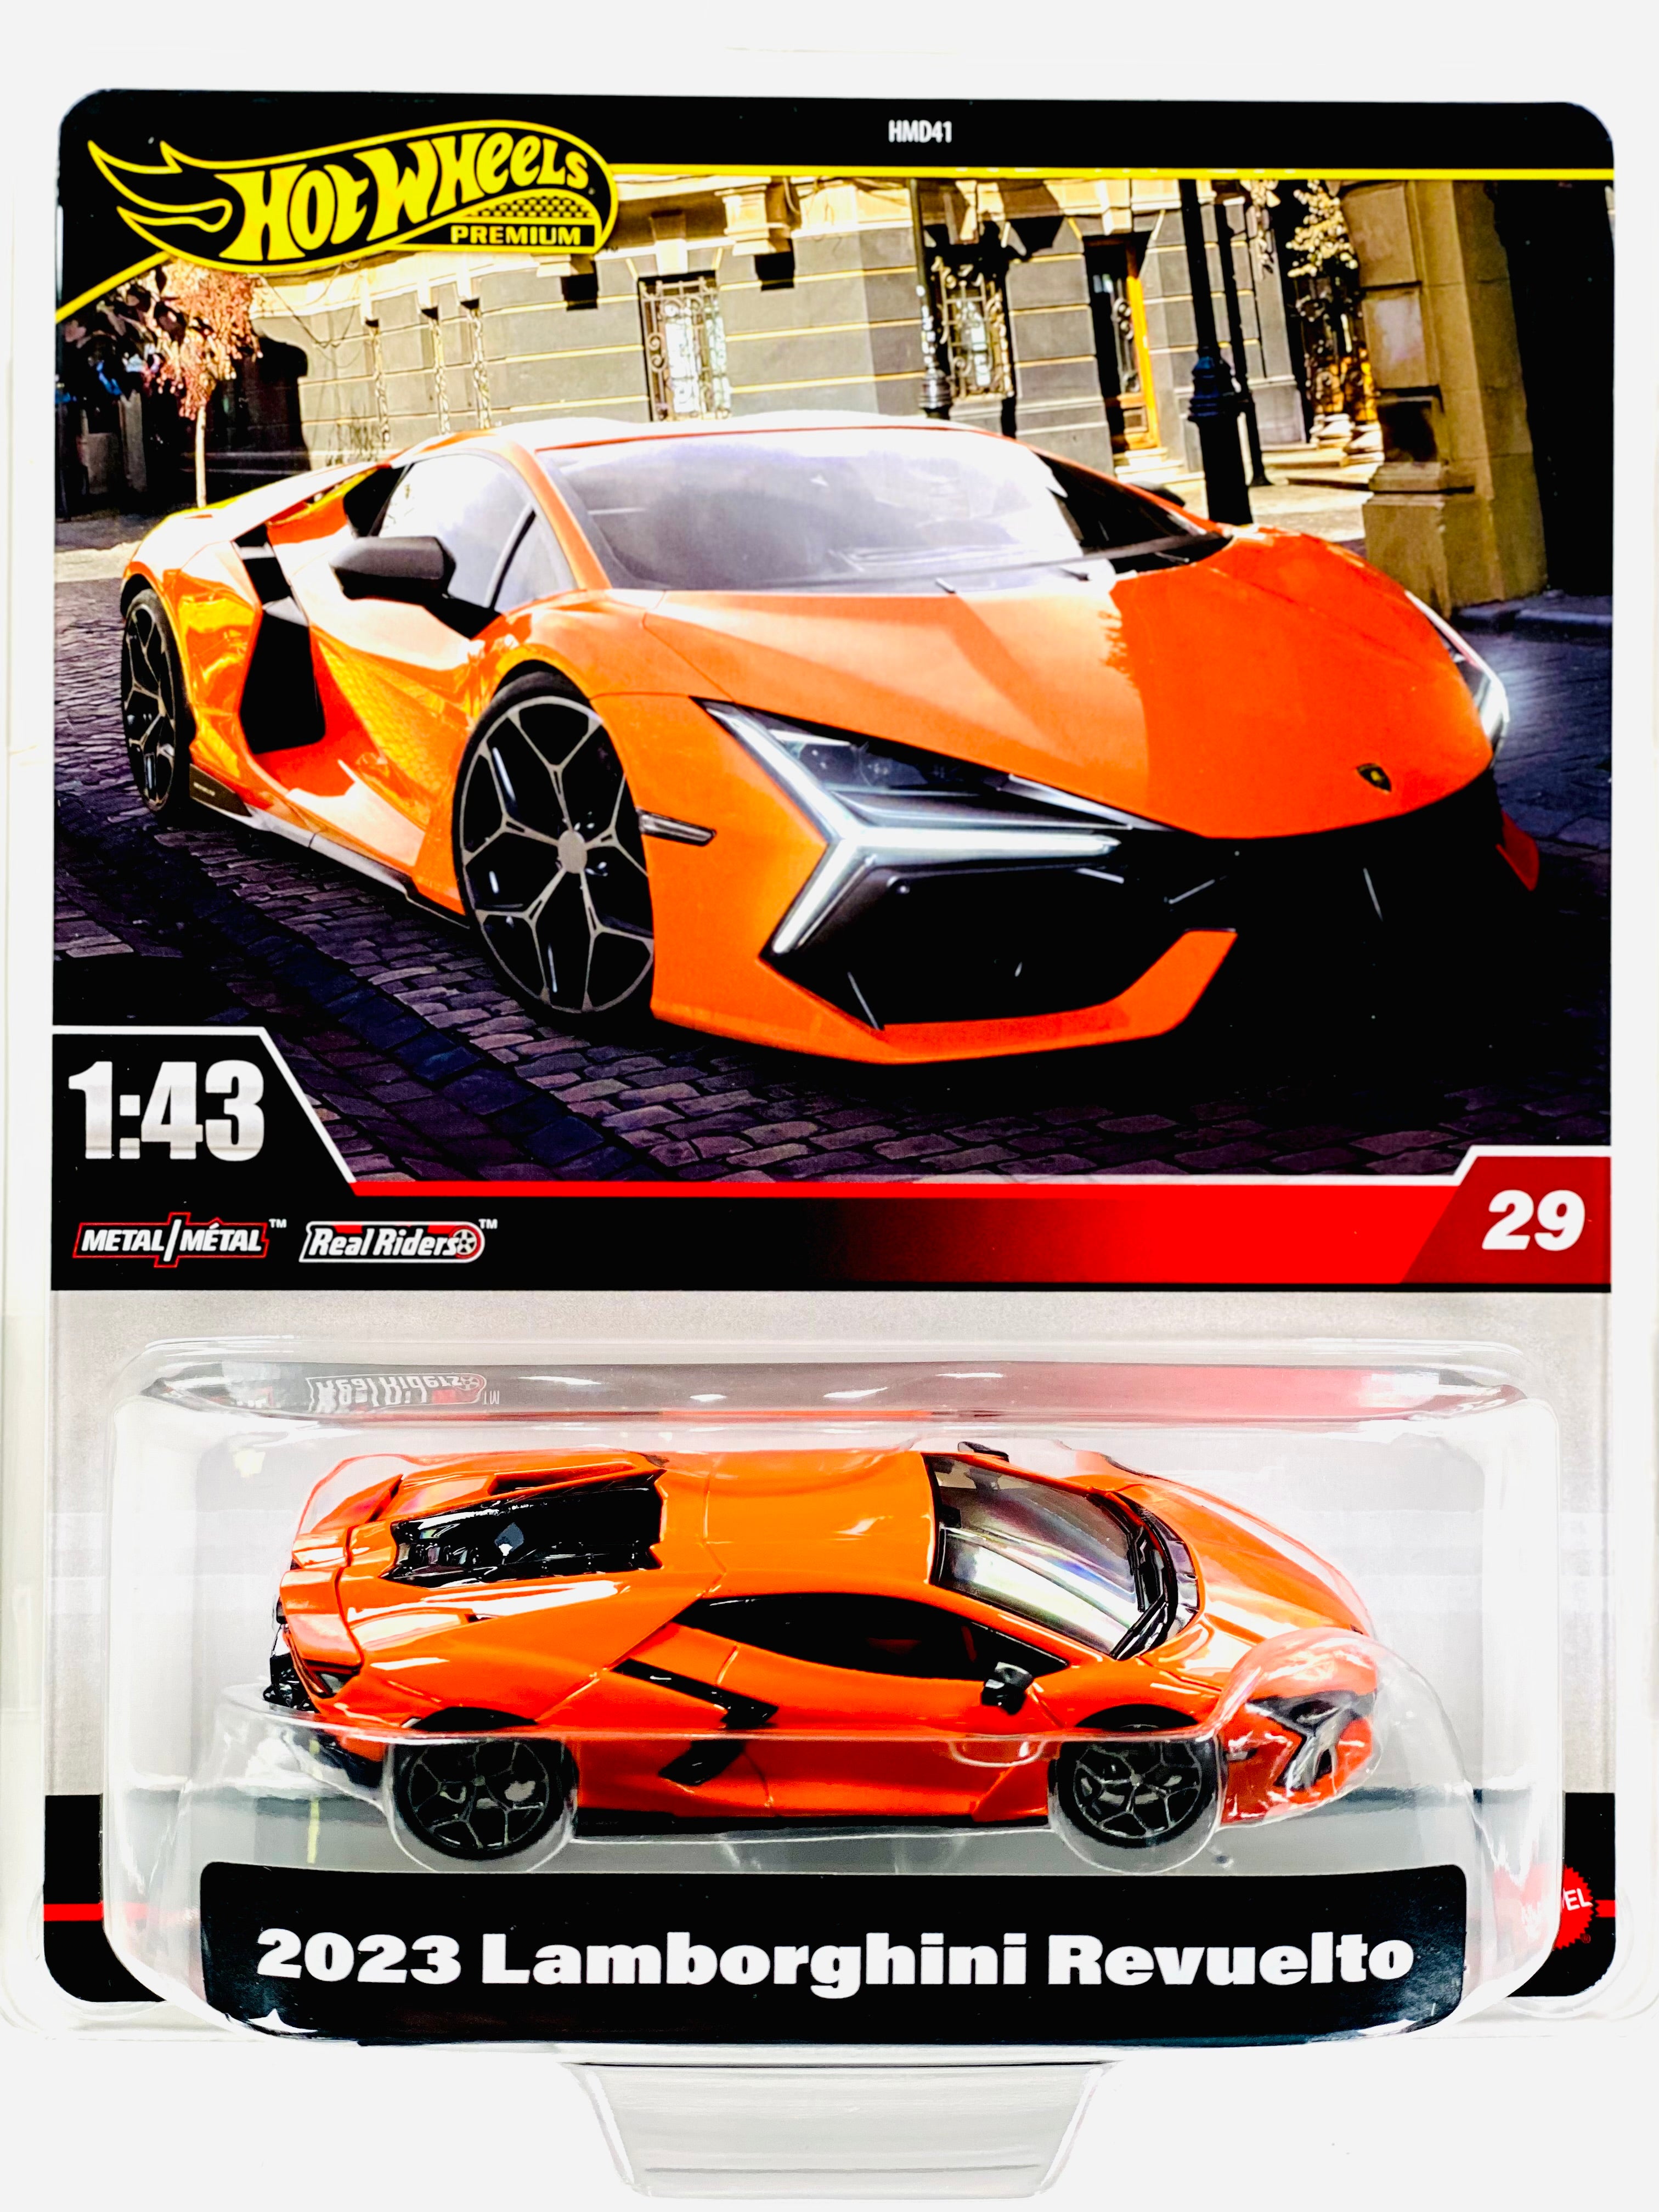 HMD41
HOT WHEELS
PREMIUM
1:43
METAL/MÉTAL™ Real Riders™
29
2023 Lamborghini Revuelto